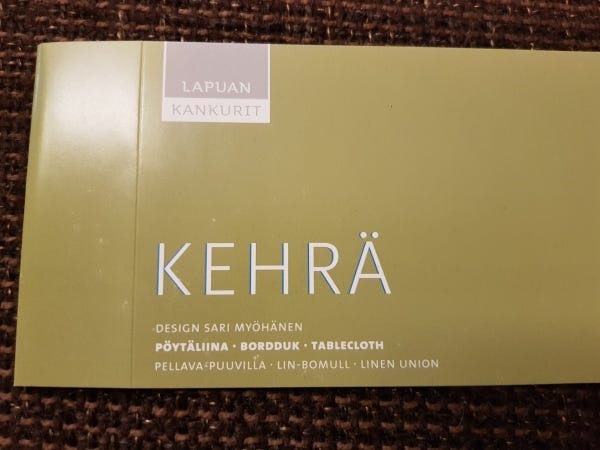 LAPUAN
KANKURIT
KEHRÄ
DESIGN SARI MYÖHÄNEN
PÖYTÄLIINA · BORDDUK · TABLECLOTH
PELLAVA-PUUVILLA · LIN-BOMULL · LINEN UNION